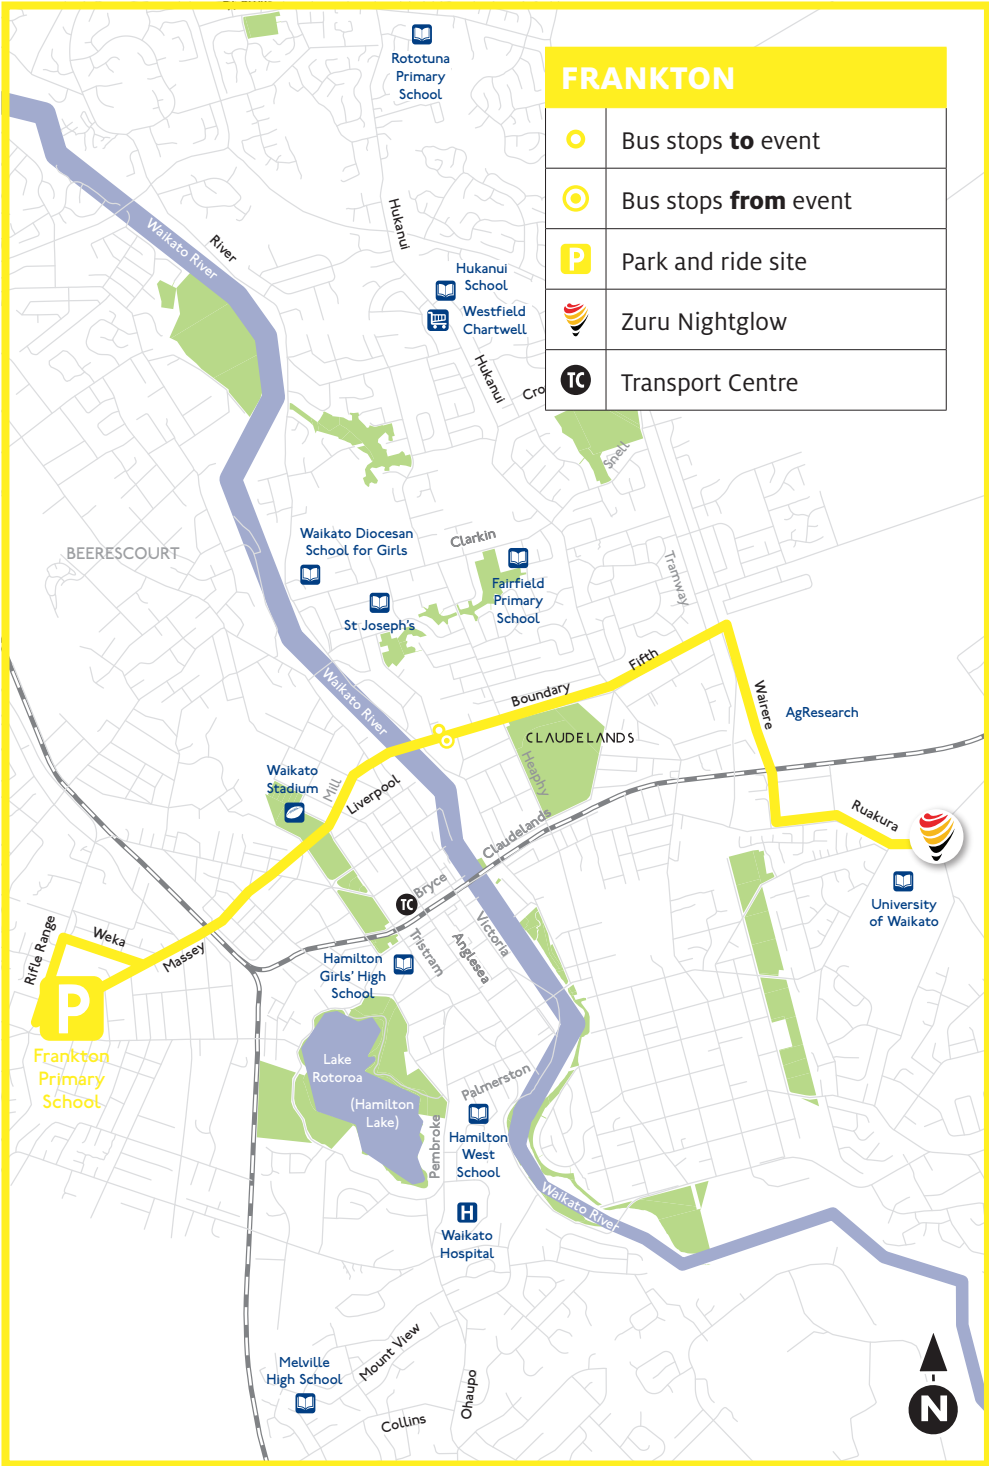 Rototuna
Primary
School
FRANKTON
Bus stops to event
Bus stops from event
P
Park and ride site
Zuru Nightglow
TC
Transport Centre
Hukanui
River
Waikato River
Hukanui
School
Westfield
Chartwell
Hukanui
Cro
Snell
Waikato Diocesan
School for Girls
Clarkin
BEERESCOURT
Fairfield
Primary
School
Tramway
St Joseph's
Fifth
Waikato River
Boundary
Wairere
AgResearch
CLAUDELANDS
Heaphy
Waikato
Stadium
Mill
Liverpool
Claudelands
Ruakura
Bryce
TC
University
of Waikato
Rifle Range
Weka
Massey
Victoria
Tristram
Anglesea
Hamilton
Girls' High
School
P
Frankton
Primary
School
Lake
Rotoroa
(Hamilton
Lake)
Palmerston
Pembroke
Hamilton
West
School
Waikato River
H
Waikato
Hospital
Mount View
Melville
High School
Ohaupo
Collins
N